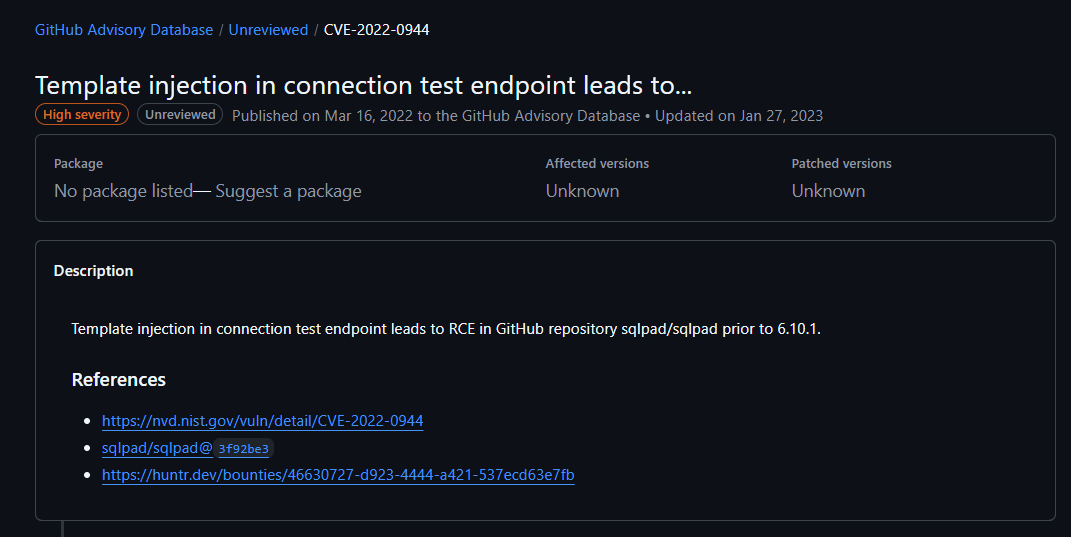 GitHub Advisory Database / Unreviewed / CVE-2022-0944
Template injection in connection test endpoint leads to...
High severity Unreviewed Published on Mar 16, 2022 to the GitHub Advisory Database • Updated on Jan 27, 2023
Package Affected versions Patched versions
No package listed— Suggest a package Unknown Unknown
Description
Template injection in connection test endpoint leads to RCE in GitHub repository sqlpad/sqlpad prior to 6.10.1.
References
• https://nvd.nist.gov/vuln/detail/CVE-2022-0944
• sqlpad/sqlpad@3f92be3
• https://huntr.dev/bounties/46630727-d923-4444-a421-537ecd63e7fb